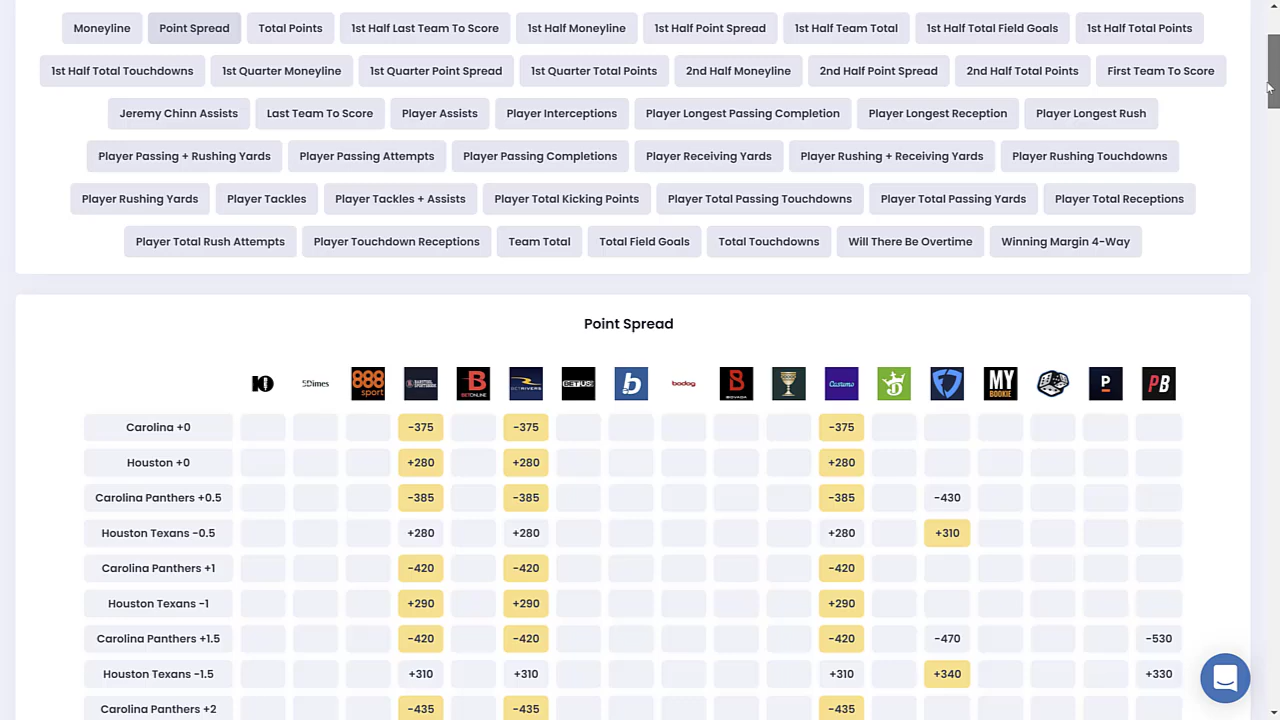 Moneyline Point Spread Total Points 1st Half Last Team To Score 1st Half Moneyline 1st Half Point Spread 1st Half Team Total 1st Half Total Field Goals 1st Half Total Points
1st Half Total Touchdowns 1st Quarter Moneyline 1st Quarter Point Spread 1st Quarter Total Points 2nd Half Moneyline 2nd Half Point Spread 2nd Half Total Points First Team To Score
Jeremy Chinn Assists Last Team To Score Player Assists Player Interceptions Player Longest Passing Completion Player Longest Reception Player Longest Rush
Player Passing + Rushing Yards Player Passing Attempts Player Passing Completions Player Receiving Yards Player Rushing + Receiving Yards Player Rushing Touchdowns
Player Rushing Yards Player Tackles Player Tackles + Assists Player Total Kicking Points Player Total Passing Touchdowns Player Total Passing Yards Player Total Receptions
Player Total Rush Attempts Player Touchdown Receptions Team Total Total Field Goals Total Touchdowns Will There Be Overtime Winning Margin 4-Way
Point Spread
10 5Dimes 888 sport B BETONLINE BETRIVERS BETUS b bodog B BOVADA Casumo MY BOOKIE P PB
Carolina +0 -375 -375 -375
Houston +0 +280 +280 +280
Carolina Panthers +0.5 -385 -385 -385 -430
Houston Texans -0.5 +280 +280 +280 +310
Carolina Panthers +1 -420 -420 -420
Houston Texans -1 +290 +290 +290
Carolina Panthers +1.5 -420 -420 -420 -470 -530
Houston Texans -1.5 +310 +310 +310 +340 +330
Carolina Panthers +2 -435 -435 -435